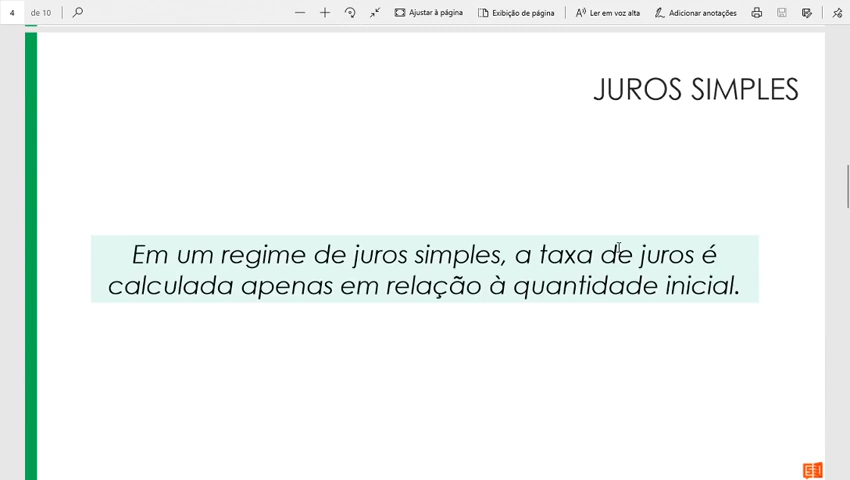 4 de 10 Ajustar à página Exibição de página Ler em voz alta Adicionar anotações
JUROS SIMPLES
Em um regime de juros simples, a taxa de juros é
calculada apenas em relação à quantidade inicial.